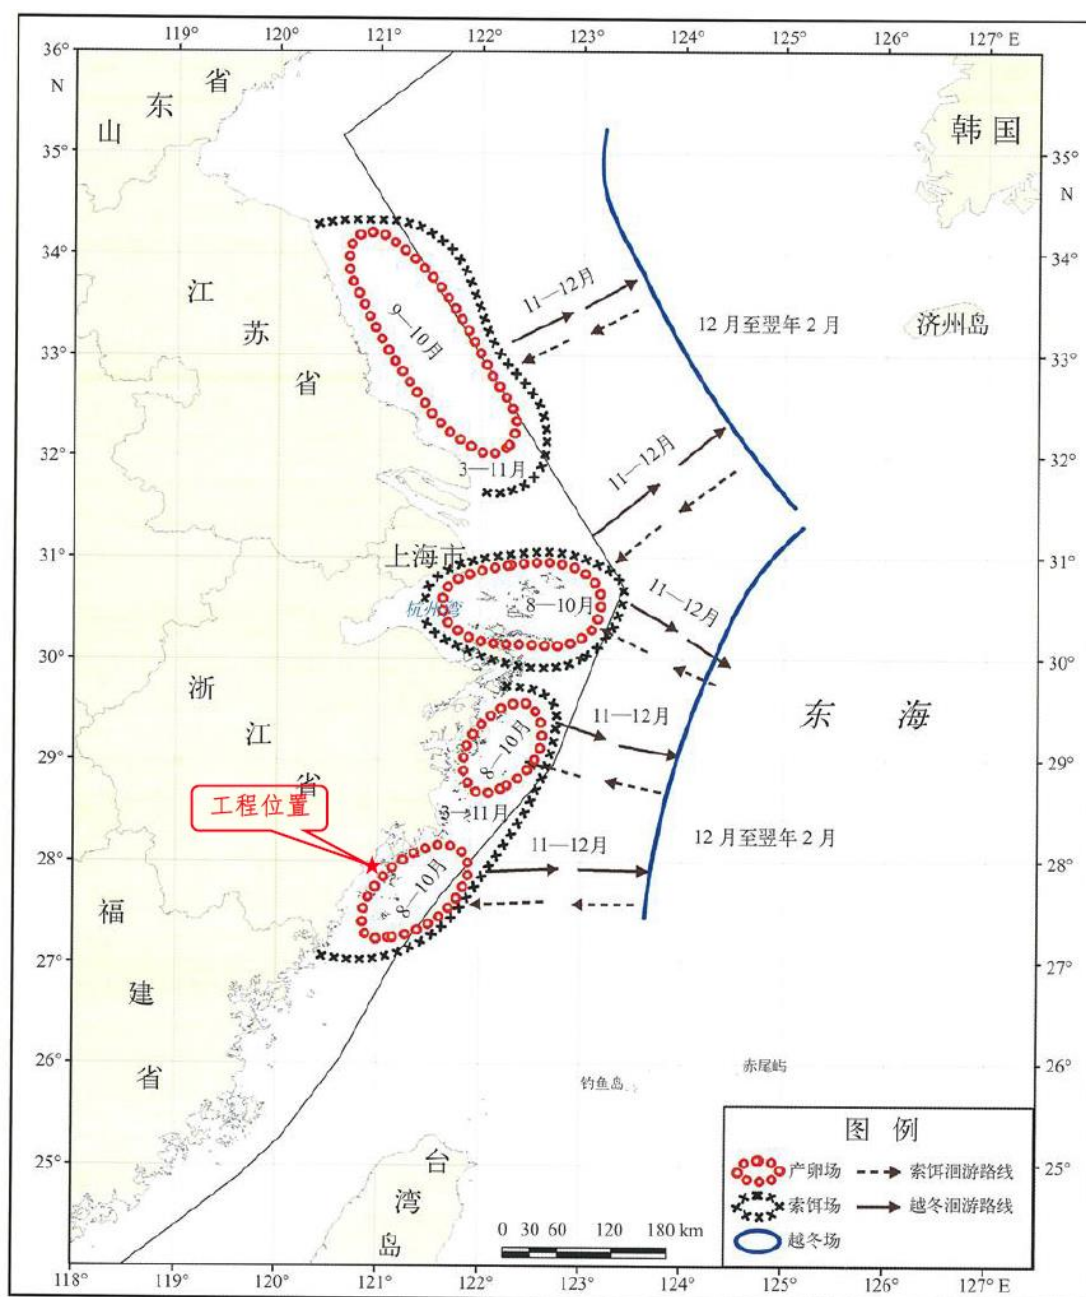 119° 120° 121° 122° 123° 124° 125° 126° 127° E
36°
N
35°
34°
33°
32°
31°
30°
29°
28°
27°
26°
25°
35°
N
34°
33°
32°
31°
30°
29°
28°
27°
26°
25°
山东省
韩国
江苏省
济州岛
9—10月
11—12月
12月至翌年2月
3—11月
11—12月
上海市
杭州湾
8—10月
11—12月
浙江省
东海
8—10月
11—12月
3—11月
工程位置
12月至翌年2月
8—10月
11—12月
福建省
钓鱼岛
赤尾屿
台湾岛
0 30 60 120 180 km
图例
产卵场
索饵洄游路线
索饵场
越冬洄游路线
越冬场
118° 119° 120° 121° 122° 123° 124° 125° 126° 127° E